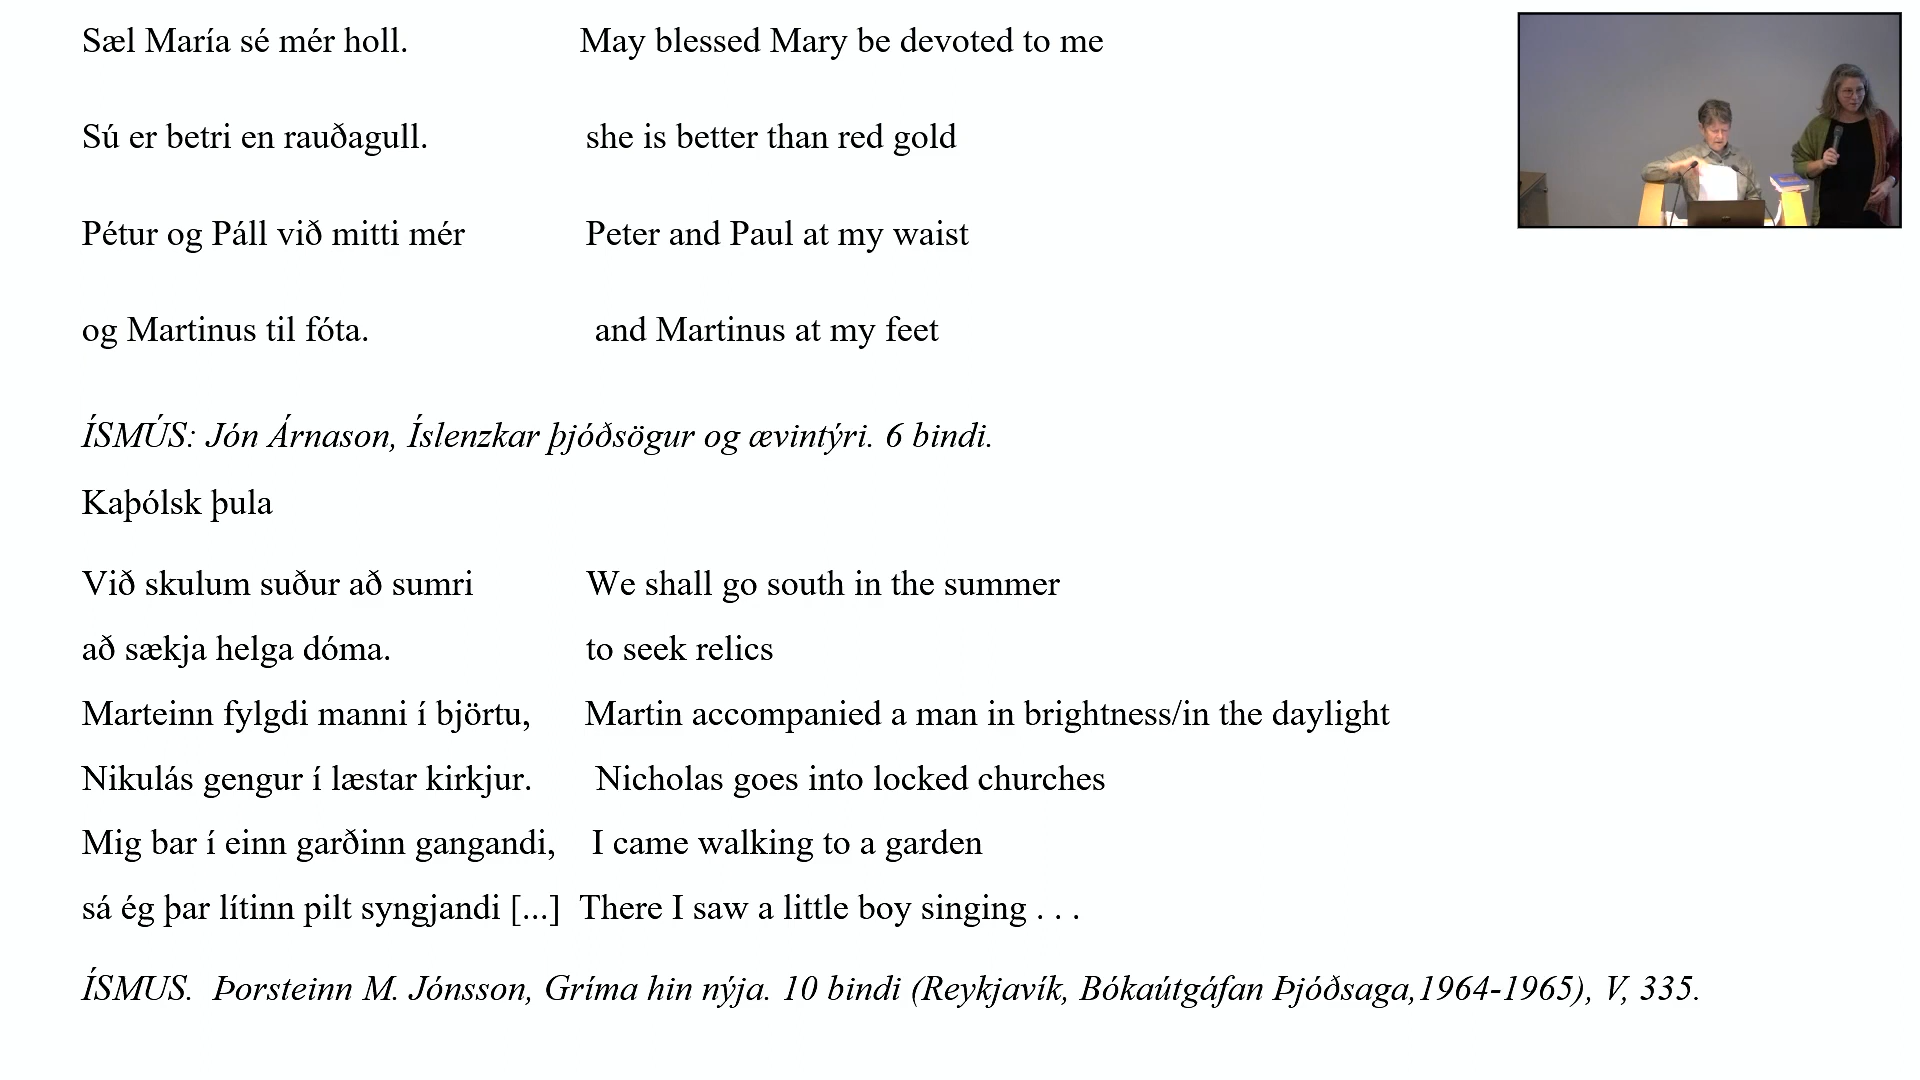 Sæl María sé mér holl. May blessed Mary be devoted to me
Sú er betri en rauðagull. she is better than red gold
Pétur og Páll við mitti mér Peter and Paul at my waist
og Martinus til fóta. and Martinus at my feet
ÍSMÚS: Jón Árnason, Íslenzkar þjóðsögur og ævintýri. 6 bindi.
Kaþólsk þula
Við skulum suður að sumri We shall go south in the summer
að sækja helga dóma. to seek relics
Marteinn fylgdi manni í björtu, Martin accompanied a man in brightness/in the daylight
Nikulás gengur í læstar kirkjur. Nicholas goes into locked churches
Mig bar í einn garðinn gangandi, I came walking to a garden
sá ég þar lítinn pilt syngjandi [...] There I saw a little boy singing . . .
ÍSMUS. Þorsteinn M. Jónsson, Gríma hin nýja. 10 bindi (Reykjavík, Bókaútgáfan Þjóðsaga,1964-1965), V, 335.